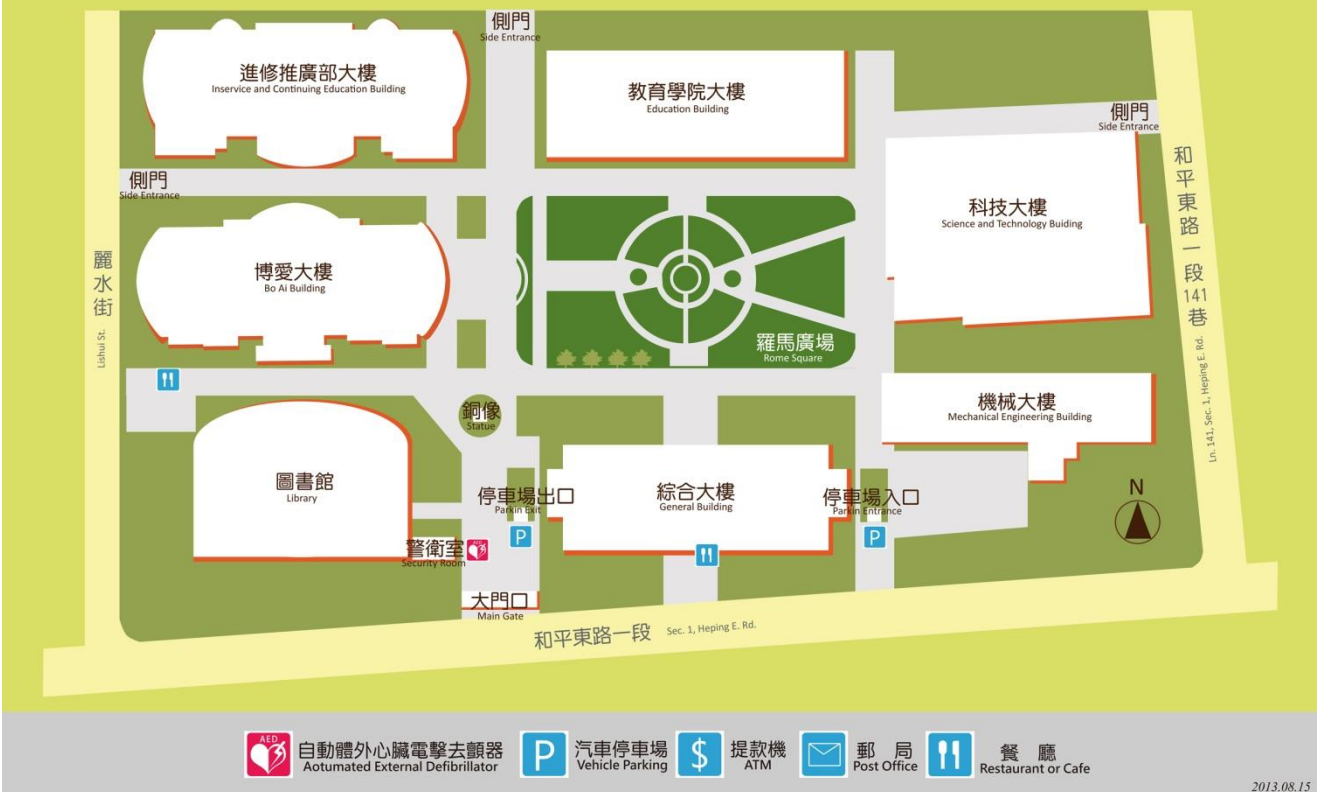 側門
Side Entrance
進修推廣部大樓
Inservice and Continuing Education Building
教育學院大樓
Education Building
側門
Side Entrance
側門
Side Entrance
和平東路一段141巷
Ln. 141, Sec. 1, Heping E. Rd.
科技大樓
Science and Technology Buiding
博愛大樓
Bo Ai Building
麗水街
Lishui St.
羅馬廣場
Rome Square
銅像
Statue
機械大樓
Mechanical Engineering Building
圖書館
Library
停車場出口
Parkin Exit
P
綜合大樓
General Building
停車場入口
Parkin Entrance
P
N
警衛室
Security Room
AED
大門口
Main Gate
和平東路一段 Sec. 1, Heping E. Rd.
AED
自動體外心臟電擊去顫器
Aotumated External Defibrillator
P
汽車停車場
Vehicle Parking
$
提款機
ATM
郵 局
Post Office
餐 廳
Restaurant or Cafe
2013.08.15